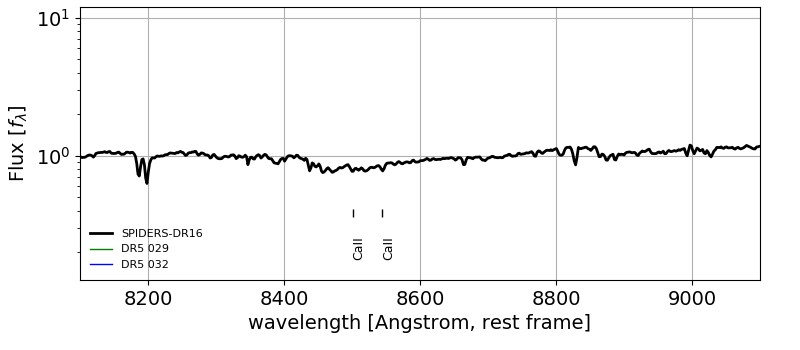 10¹
10⁰
Flux [fλ]
SPIDERS-DR16
DR5 029
DR5 032
CaII
CaII
8200 8400 8600 8800 9000
wavelength [Angstrom, rest frame]